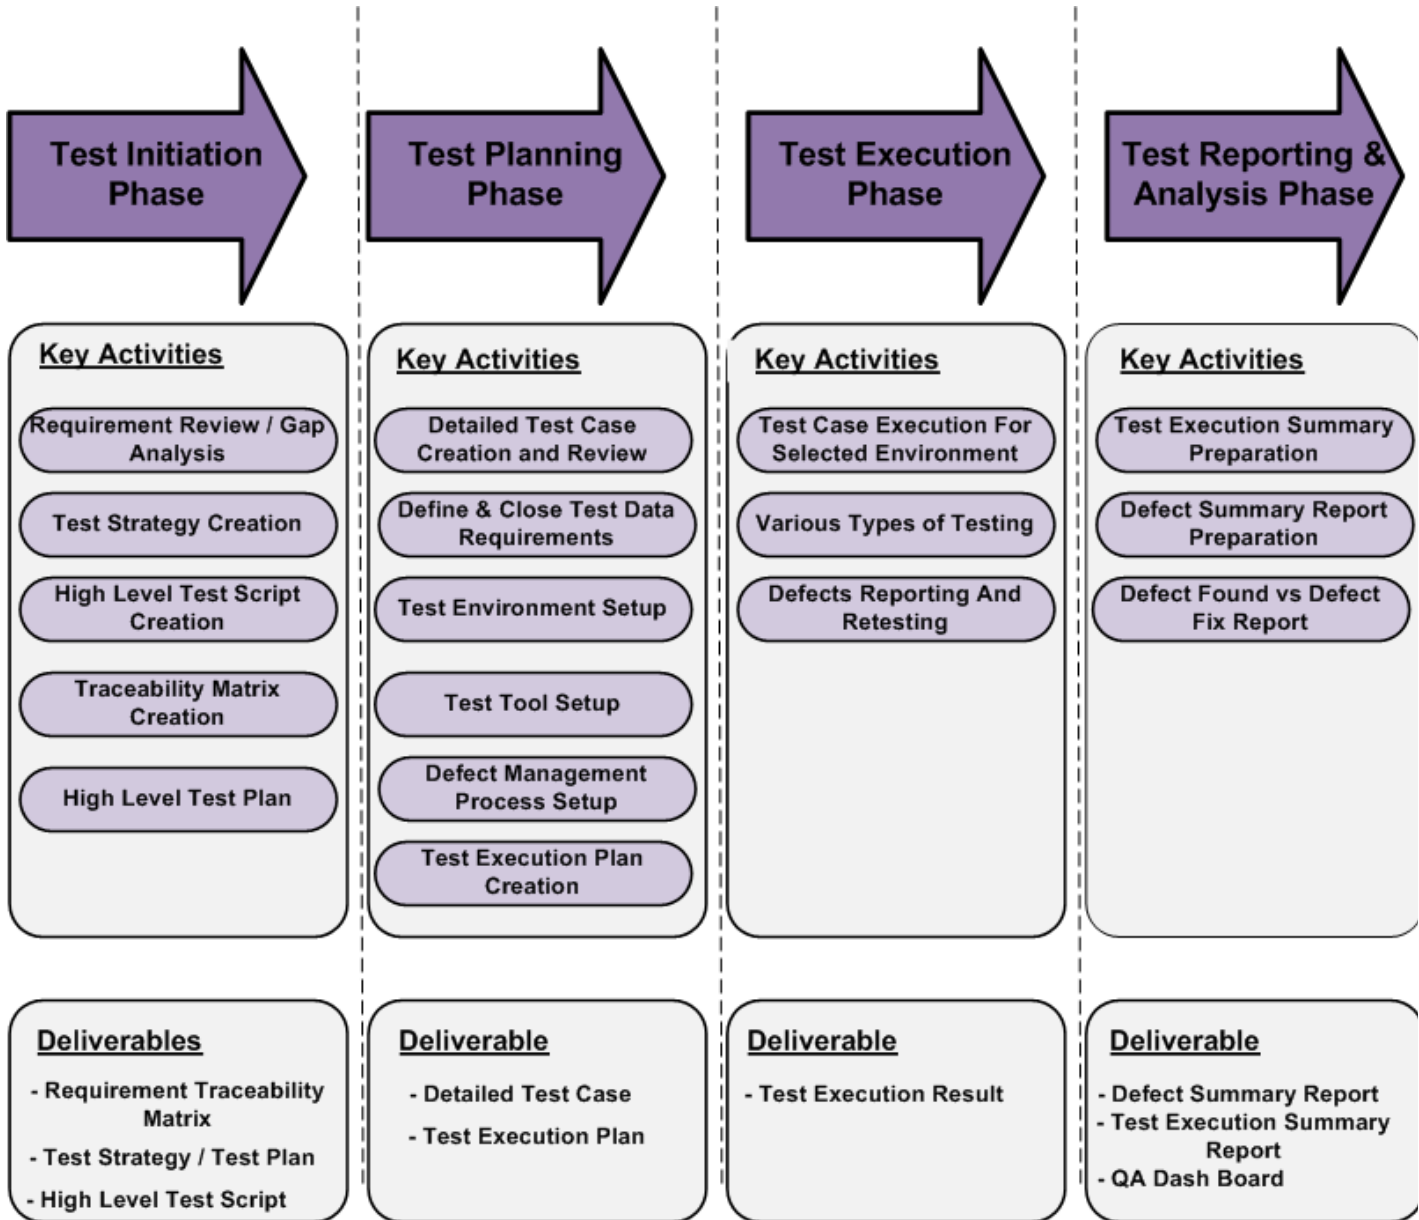 Test Initiation
Phase
Test Planning
Phase
Test Execution
Phase
Test Reporting &
Analysis Phase
Key Activities
Requirement Review / Gap
Analysis
Test Strategy Creation
High Level Test Script
Creation
Traceability Matrix
Creation
High Level Test Plan
Key Activities
Detailed Test Case
Creation and Review
Define & Close Test Data
Requirements
Test Environment Setup
Test Tool Setup
Defect Management
Process Setup
Test Execution Plan
Creation
Key Activities
Test Case Execution For
Selected Environment
Various Types of Testing
Defects Reporting And
Retesting
Key Activities
Test Execution Summary
Preparation
Defect Summary Report
Preparation
Defect Found vs Defect
Fix Report
Deliverables
- Requirement Traceability
Matrix
- Test Strategy / Test Plan
- High Level Test Script
Deliverable
- Detailed Test Case
- Test Execution Plan
Deliverable
- Test Execution Result
Deliverable
- Defect Summary Report
- Test Execution Summary
Report
- QA Dash Board